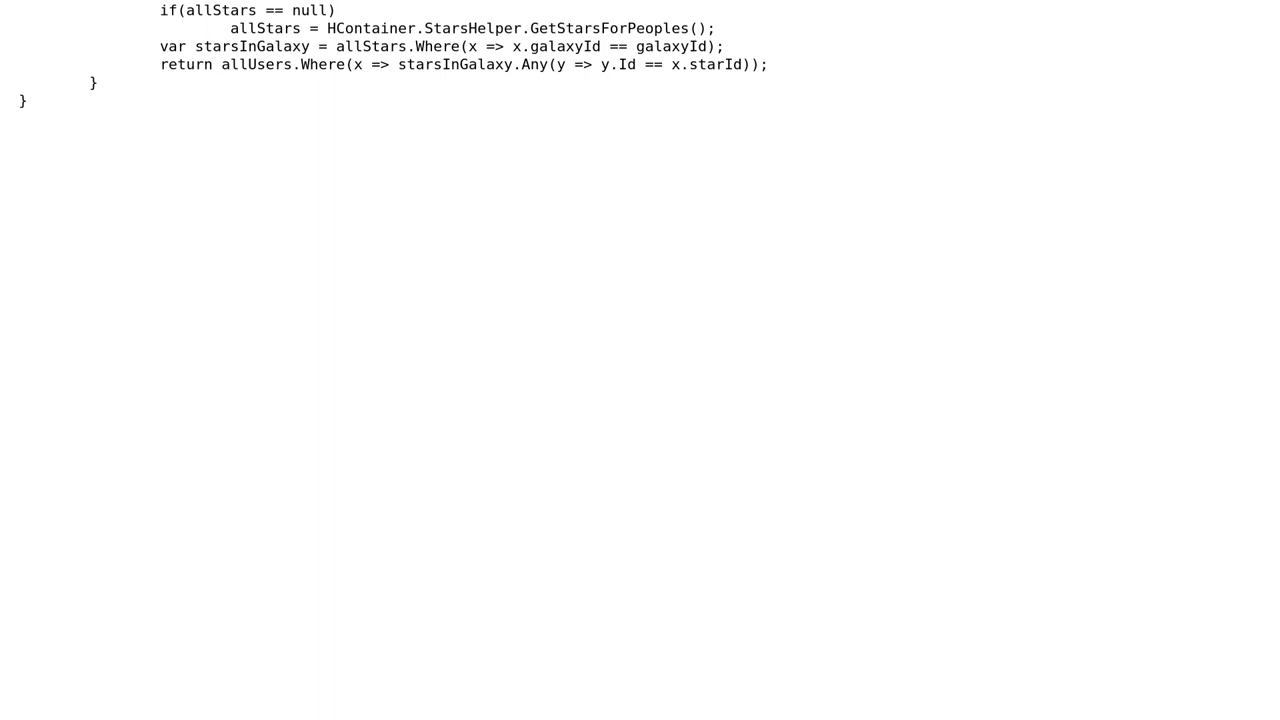 if(allStars == null)
allStars = HContainer.StarsHelper.GetStarsForPeoples();
var starsInGalaxy = allStars.Where(x => x.galaxyId == galaxyId);
return allUsers.Where(x => starsInGalaxy.Any(y => y.Id == x.starId));
}
}